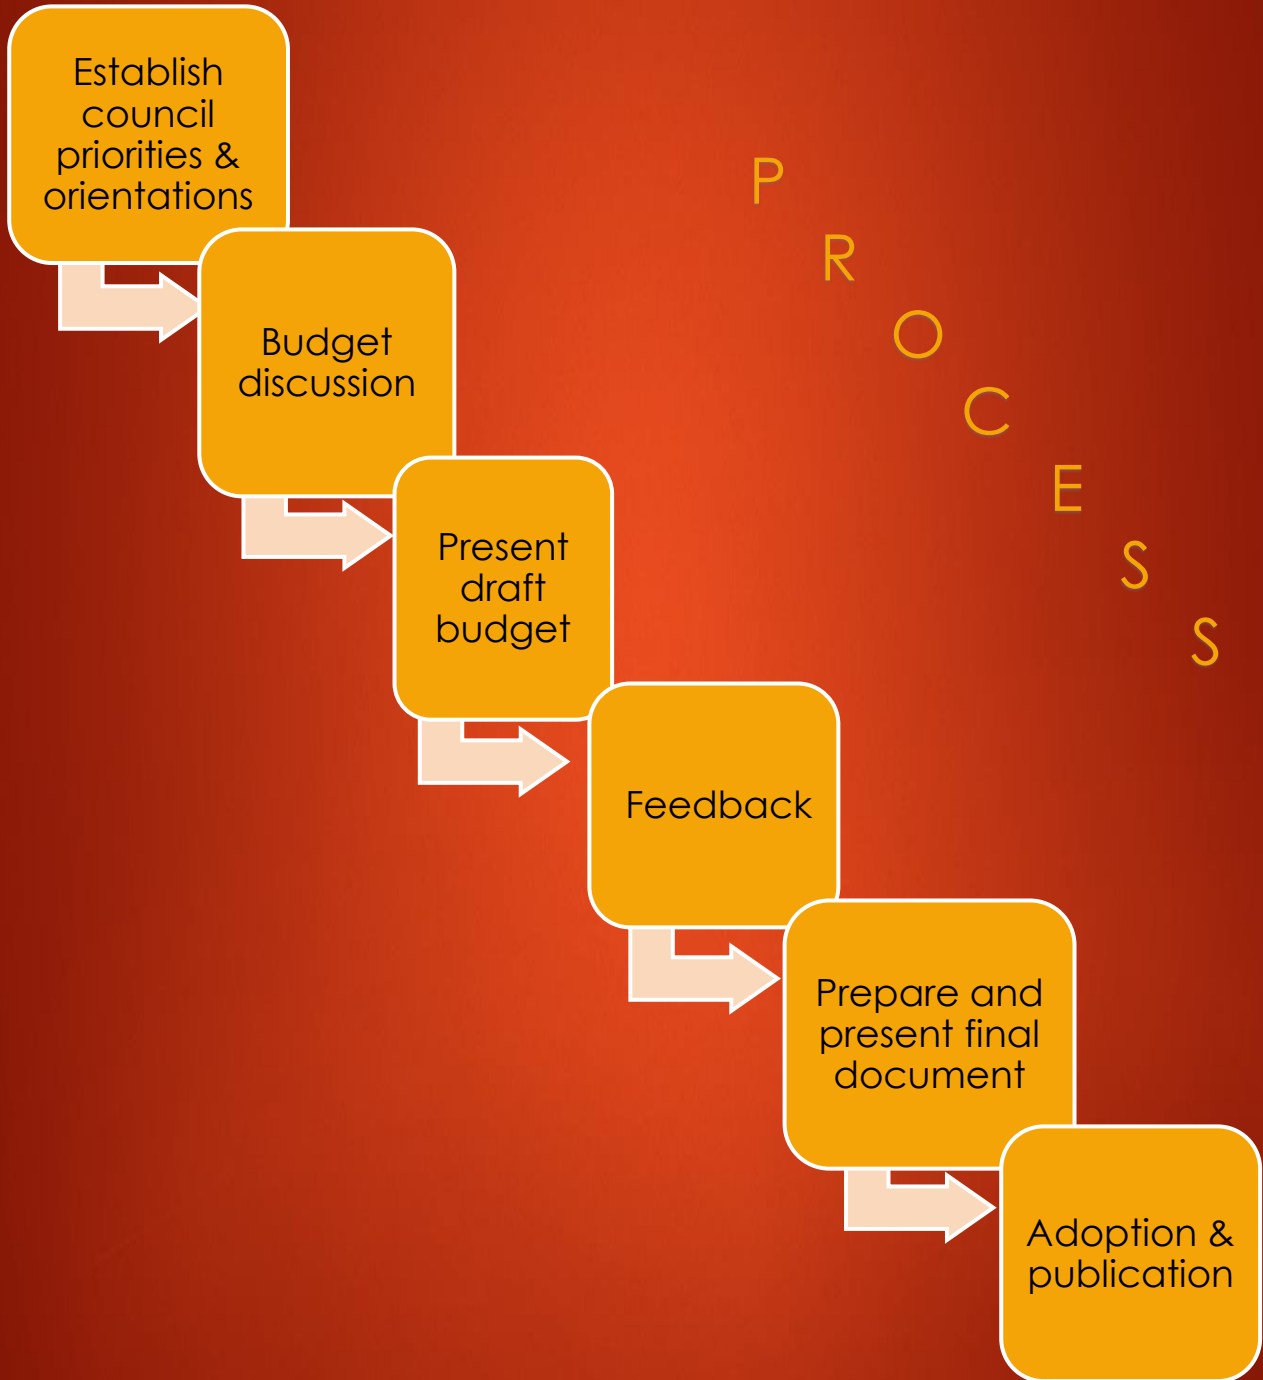 Establish
council
priorities &
orientations
Budget
discussion
Present
draft
budget
Feedback
Prepare and
present final
document
Adoption &
publication
P
R
O
C
E
S
S